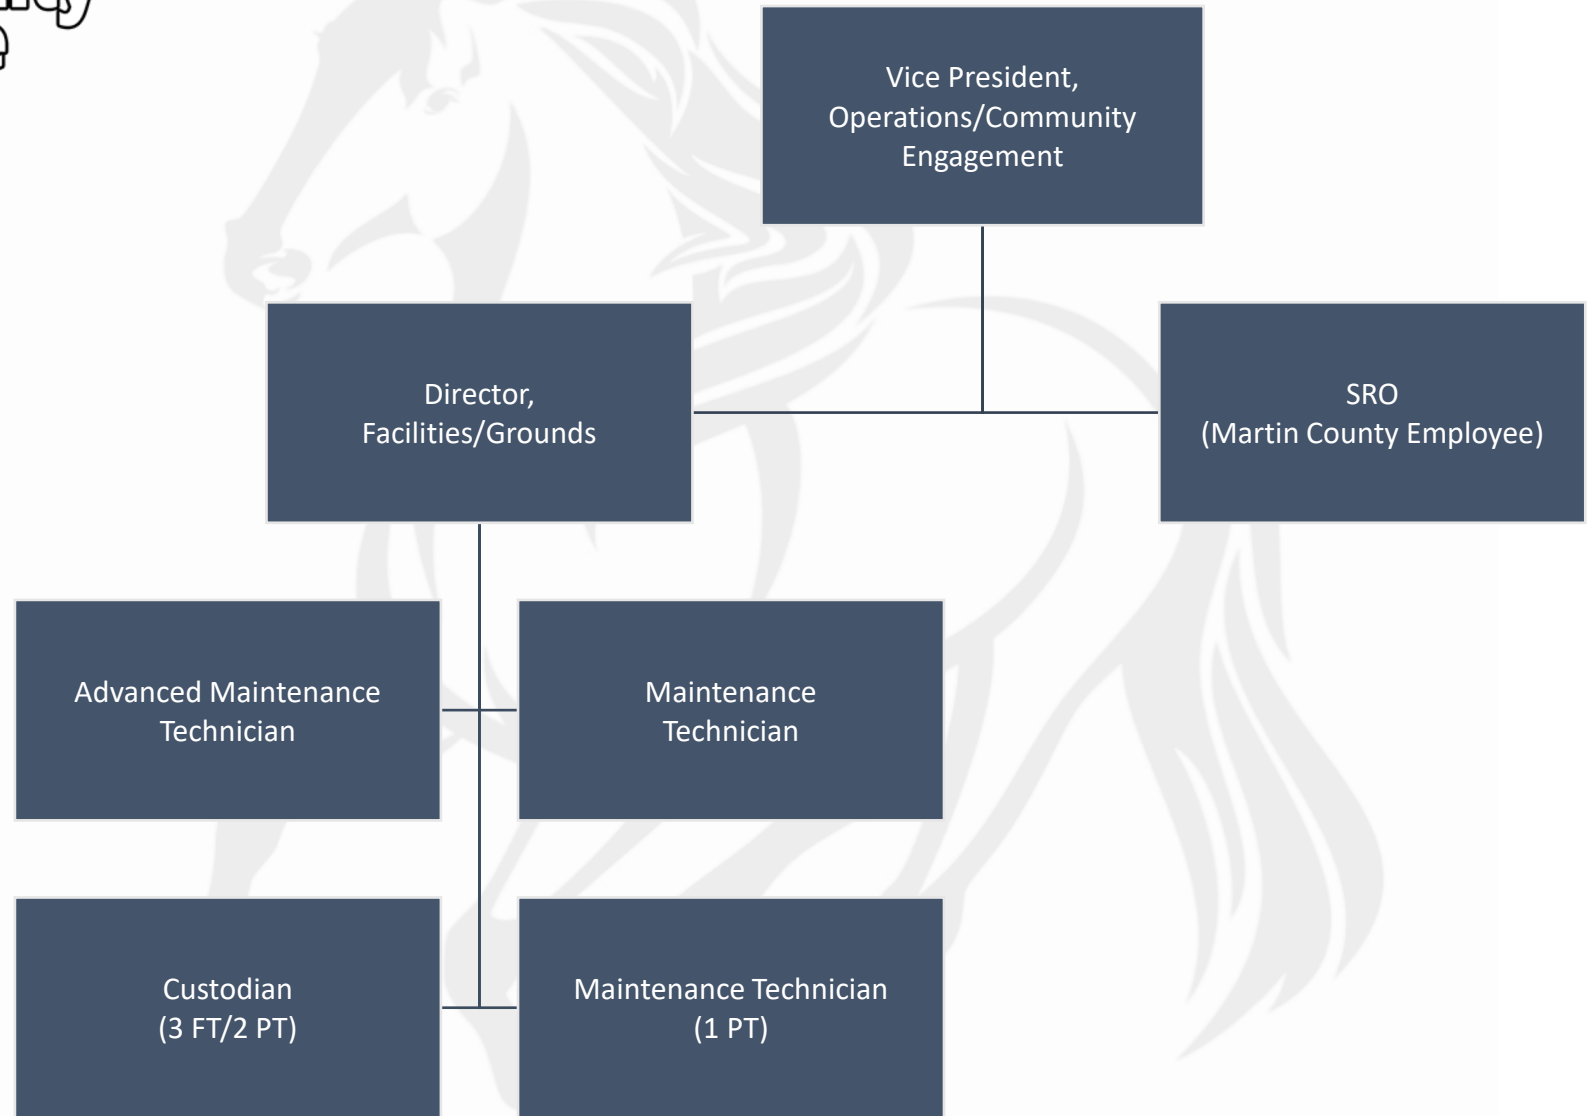 Vice President,
Operations/Community
Engagement
Director,
Facilities/Grounds
SRO
(Martin County Employee)
Advanced Maintenance
Technician
Maintenance
Technician
Custodian
(3 FT/2 PT)
Maintenance Technician
(1 PT)